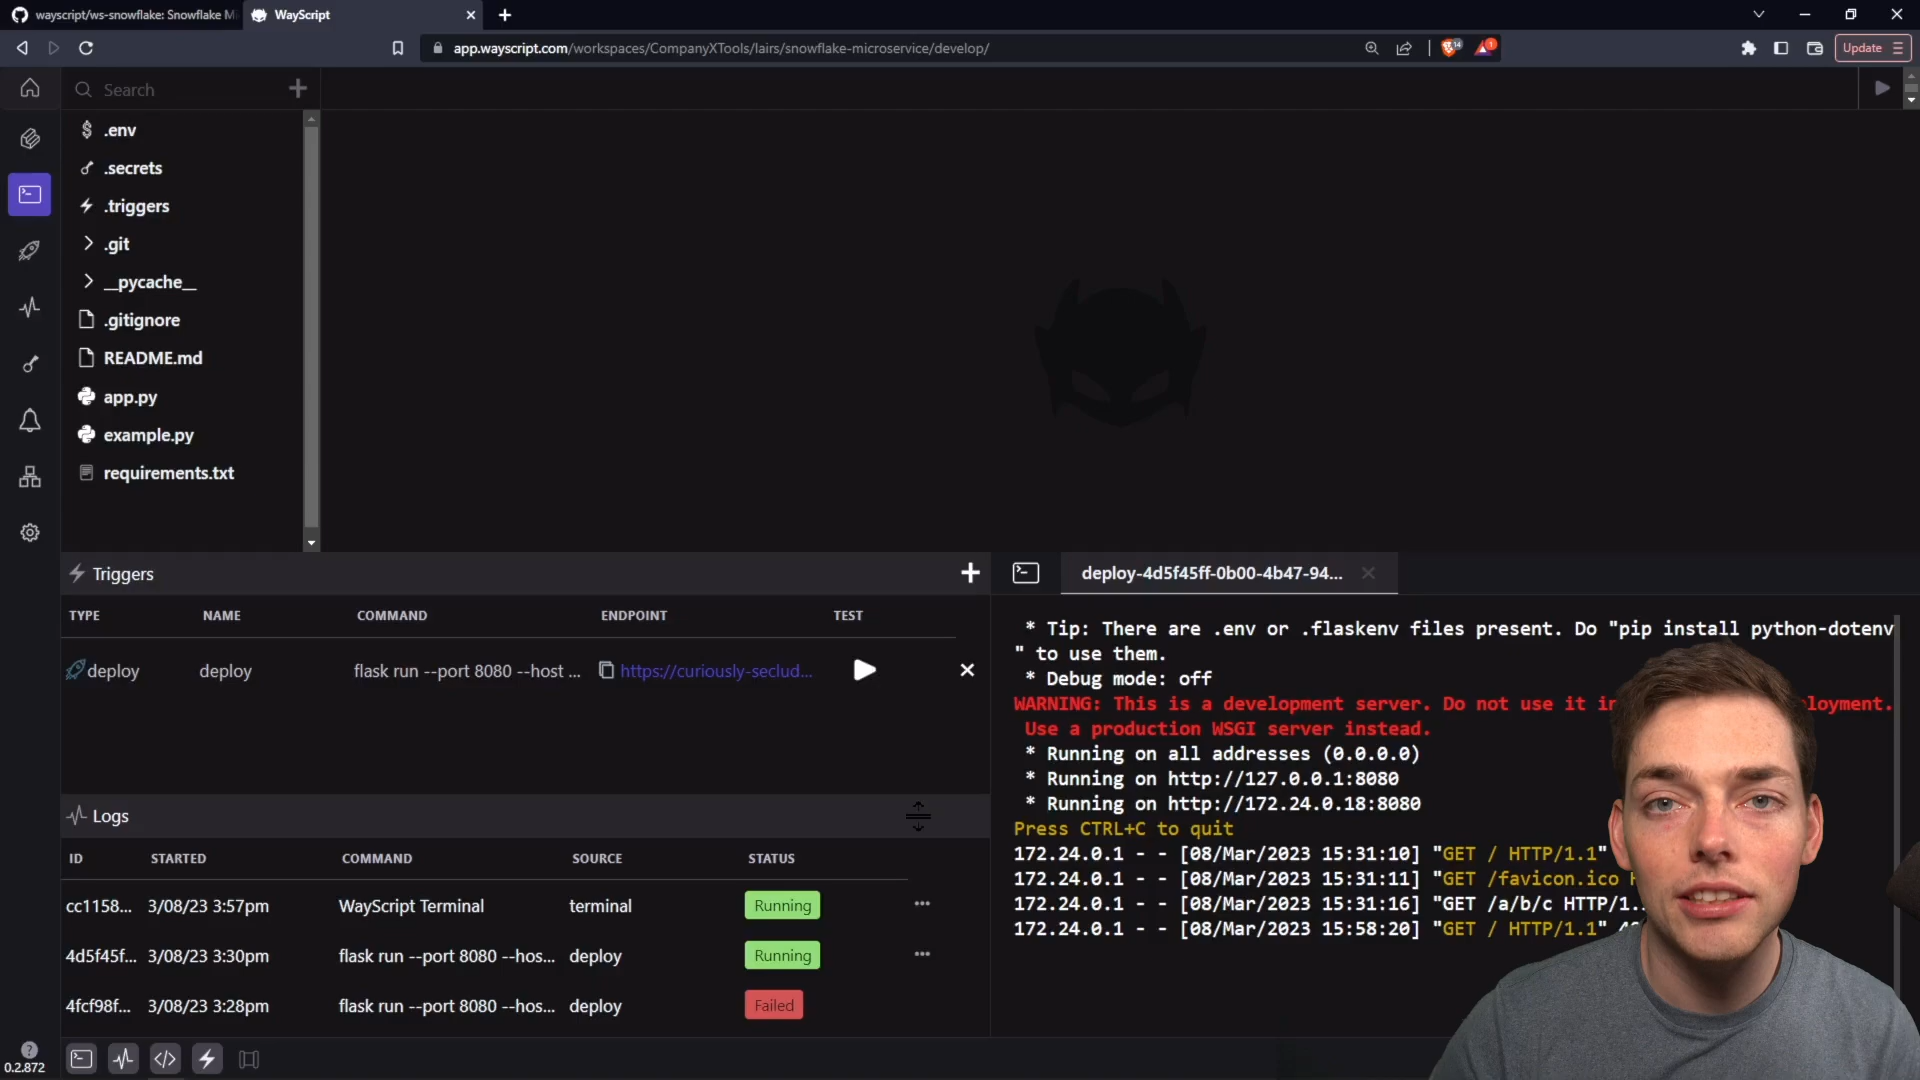 wayscript/ws-snowflake: Snowflake Mi
WayScript
app.wayscript.com/workspaces/CompanyXTools/lairs/snowflake-microservice/develop/
14
1
Update
Search
.env
.secrets
.triggers
.git
__pycache__
.gitignore
README.md
app.py
example.py
requirements.txt
Triggers
TYPE NAME COMMAND ENDPOINT TEST
deploy deploy flask run --port 8080 --host ... https://curiously-seclud...
Logs
ID STARTED COMMAND SOURCE STATUS
cc1158... 3/08/23 3:57pm WayScript Terminal terminal Running
4d5f45f... 3/08/23 3:30pm flask run --port 8080 --hos... deploy Running
4fcf98f... 3/08/23 3:28pm flask run --port 8080 --hos... deploy Failed
0.2.872
deploy-4d5f45ff-0b00-4b47-94...
* Tip: There are .env or .flaskenv files present. Do "pip install python-dotenv
" to use them.
* Debug mode: off
WARNING: This is a development server. Do not use it in
Use a production WSGI server instead.
* Running on all addresses (0.0.0.0)
* Running on http://127.0.0.1:8080
* Running on http://172.24.0.18:8080
Press CTRL+C to quit
172.24.0.1 - - [08/Mar/2023 15:31:10] "GET / HTTP/1.1"
172.24.0.1 - - [08/Mar/2023 15:31:11] "GET /favicon.ico
172.24.0.1 - - [08/Mar/2023 15:31:16] "GET /a/b/c HTTP/1.
172.24.0.1 - - [08/Mar/2023 15:58:20] "GET / HTTP/1.1"